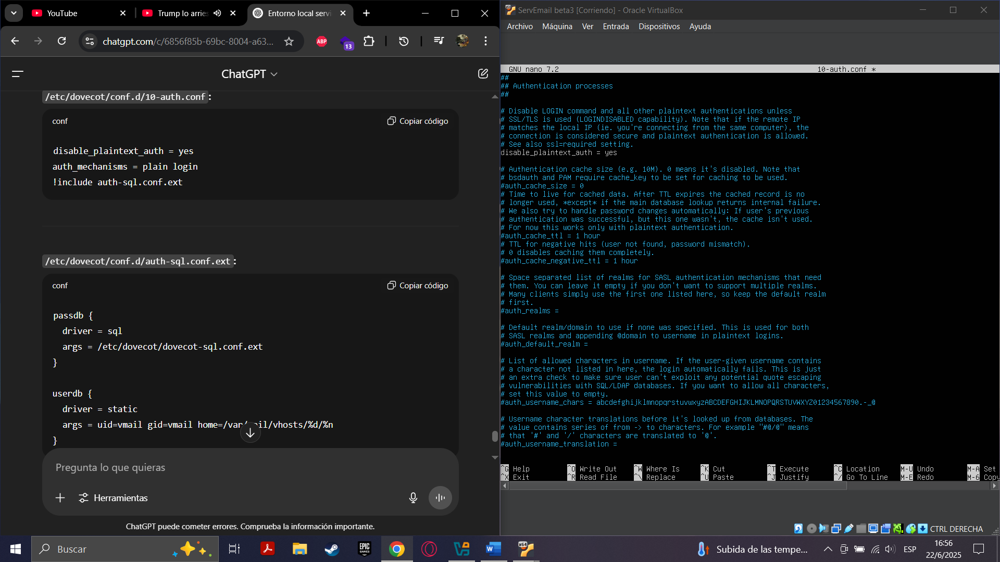 YouTube
Trump lo arries
Entorno local servi
chatgpt.com/c/6856f85b-69bc-8004-a63...
ABP
13
ChatGPT
/etc/dovecot/conf.d/10-auth.conf:
conf
Copiar código
disable_plaintext_auth = yes
auth_mechanisms = plain login
!include auth-sql.conf.ext
/etc/dovecot/conf.d/auth-sql.conf.ext:
conf
Copiar código
passdb {
driver = sql
args = /etc/dovecot/dovecot-sql.conf.ext
}
userdb {
driver = static
args = uid=vmail gid=vmail home=/var/mail/vhosts/%d/%n
}
Pregunta lo que quieras
Herramientas
ChatGPT puede cometer errores. Comprueba la información importante.
ServEmail beta3 [Corriendo] - Oracle VirtualBox
Archivo Máquina Ver Entrada Dispositivos Ayuda
GNU nano 7.2 10-auth.conf *
##
## Authentication processes
##
# Disable LOGIN command and all other plaintext authentications unless
# SSL/TLS is used (LOGINDISABLED capability). Note that if the remote IP
# matches the local IP (ie. you're connecting from the same computer), the
# connection is considered secure and plaintext authentication is allowed.
# See also ssl=required setting.
disable_plaintext_auth = yes
# Authentication cache size (e.g. 10M). 0 means it's disabled. Note that
# bsdauth and PAM require cache_key to be set for caching to be used.
#auth_cache_size = 0
# Time to live for cached data. After TTL expires the cached record is no
# longer used, *except* if the main database lookup returns internal failure.
# We also try to handle password changes automatically: If user's previous
# authentication was successful, but this one wasn't, the cache isn't used.
# For now this works only with plaintext authentication.
#auth_cache_ttl = 1 hour
# TTL for negative hits (user not found, password mismatch).
# 0 disables caching them completely.
#auth_cache_negative_ttl = 1 hour
# Space separated list of realms for SASL authentication mechanisms that need
# them. You can leave it empty if you don't want to support multiple realms.
# Many clients simply use the first one listed here, so keep the default realm
# first.
#auth_realms =
# Default realm/domain to use if none was specified. This is used for both
# SASL realms and appending @domain to username in plaintext logins.
#auth_default_realm =
# List of allowed characters in username. If the user-given username contains
# a character not listed in here, the login automatically fails. This is just
# an extra check to make sure user can't exploit any potential quote escaping
# vulnerabilities with SQL/LDAP databases. If you want to allow all characters,
# set this value to empty.
#auth_username_chars = abcdefghijklmnopqrstuvwxyzABCDEFGHIJKLMNOPQRSTUVWXYZ01234567890.-_@
# Username character translations before it's looked up from databases. The
# value contains series of from -> to characters. For example "#@/@" means
# that '#' and '/' characters are translated to '@'.
#auth_username_translation =
^G Help ^O Write Out ^W Where Is ^K Cut ^T Execute ^C Location M-U Undo M-A Set
^X Exit ^R Read File ^\ Replace ^U Paste ^J Justify ^/ Go To Line M-E Redo M-6 Copy
CTRL DERECHA
Buscar
EPIC GAMES
W
x64
Subida de las tempe...
ESP
16:56
22/6/2025